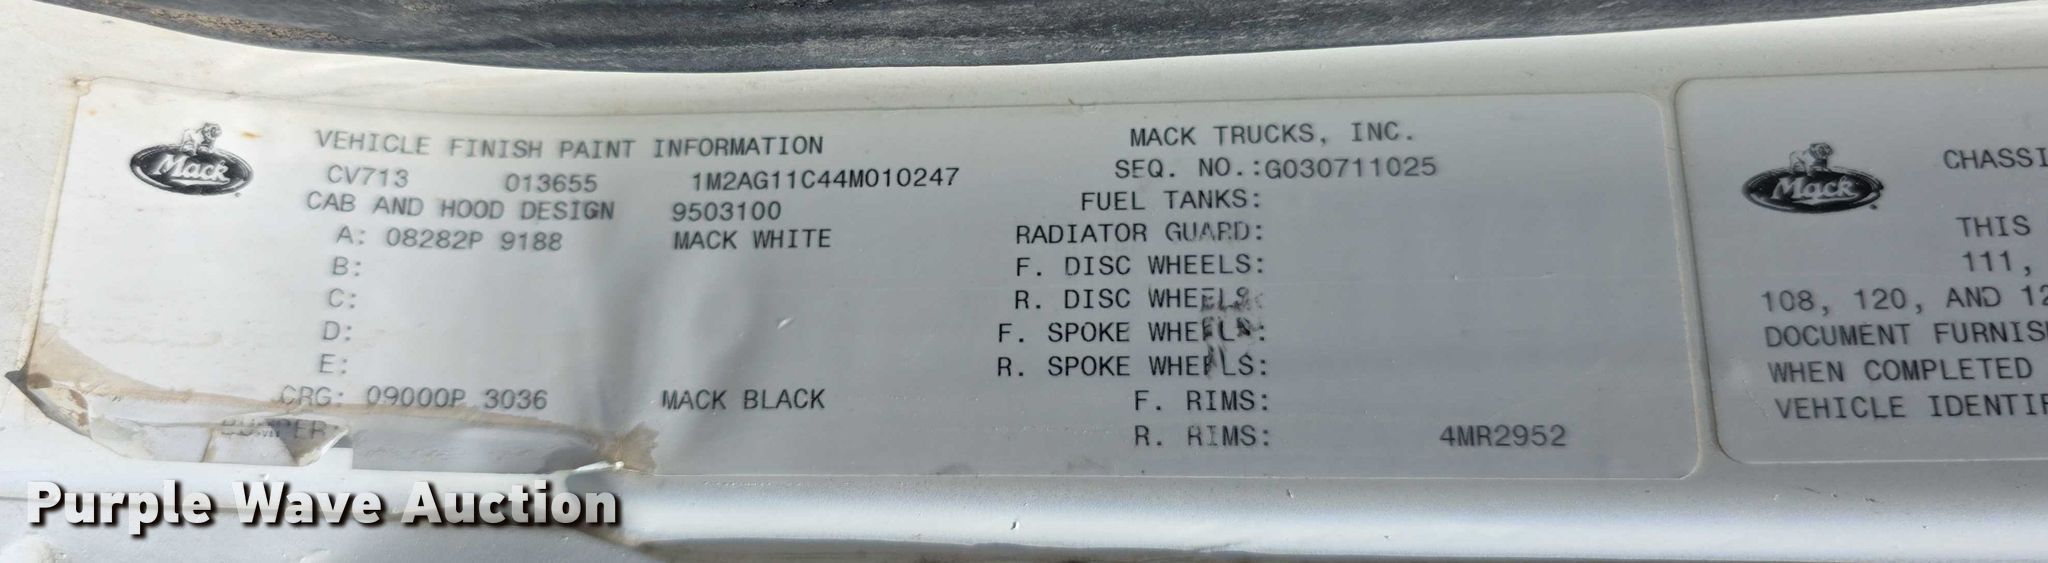 Mack
VEHICLE FINISH PAINT INFORMATION
CV713 013655 1M2AG11C44M010247
CAB AND HOOD DESIGN 9503100
A: 08282P 9188 MACK WHITE
B:
C:
D:
E:
CRG: 09000P 3036 MACK BLACK
BUMPER
MACK TRUCKS, INC.
SEQ. NO.:G030711025
FUEL TANKS:
RADIATOR GUARD:
F. DISC WHEELS:
R. DISC WHEELS:
F. SPOKE WHEELS:
R. SPOKE WHEELS:
F. RIMS:
R. RIMS: 4MR2952
Mack
CHASSI
THIS
111,
108, 120, AND 12
DOCUMENT FURNIS
WHEN COMPLETED
VEHICLE IDENTIF
Purple Wave Auction